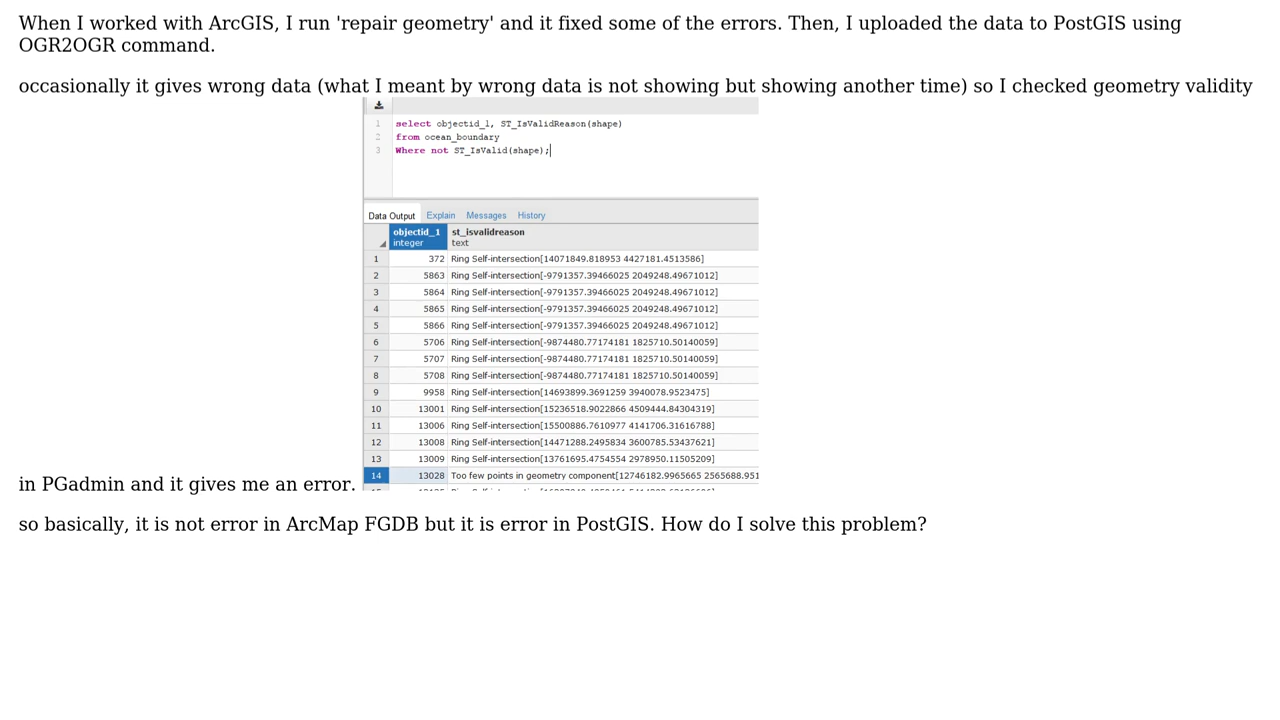 When I worked with ArcGIS, I run 'repair geometry' and it fixed some of the errors. Then, I uploaded the data to PostGIS using
OGR2OGR command.
occasionally it gives wrong data (what I meant by wrong data is not showing but showing another time) so I checked geometry validity
1 select objectid_1, ST_IsValidReason(shape)
2 from ocean_boundary
3 Where not ST_IsValid(shape);
Data Output Explain Messages History
objectid_1 st_isvalidreason
integer text
1 372 Ring Self-intersection[14071849.818953 4427181.4513586]
2 5863 Ring Self-intersection[-9791357.39466025 2049248.49671012]
3 5864 Ring Self-intersection[-9791357.39466025 2049248.49671012]
4 5865 Ring Self-intersection[-9791357.39466025 2049248.49671012]
5 5866 Ring Self-intersection[-9791357.39466025 2049248.49671012]
6 5706 Ring Self-intersection[-9874480.77174181 1825710.50140059]
7 5707 Ring Self-intersection[-9874480.77174181 1825710.50140059]
8 5708 Ring Self-intersection[-9874480.77174181 1825710.50140059]
9 9958 Ring Self-intersection[14693899.3691259 3940078.9523475]
10 13001 Ring Self-intersection[15236518.9022866 4509444.84304319]
11 13006 Ring Self-intersection[15500886.7610977 4141706.31616788]
12 13008 Ring Self-intersection[14471288.2495834 3600785.53437621]
13 13009 Ring Self-intersection[13761695.4754554 2978950.11505209]
14 13028 Too few points in geometry component[12746182.9965665 2565688.951
in PGadmin and it gives me an error.
so basically, it is not error in ArcMap FGDB but it is error in PostGIS. How do I solve this problem?